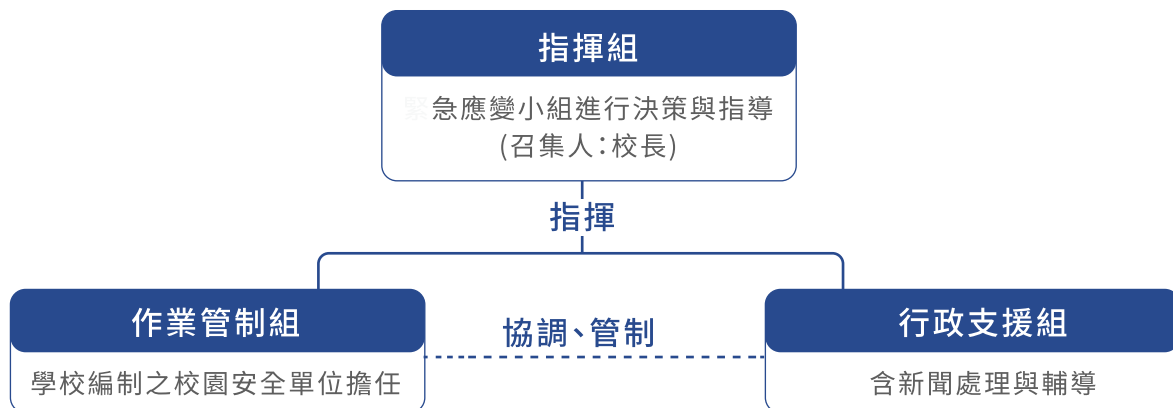 指揮組
緊急應變小組進行決策與指導
(召集人：校長)
指揮
作業管制組
協調、管制
行政支援組
學校編制之校園安全單位擔任
含新聞處理與輔導